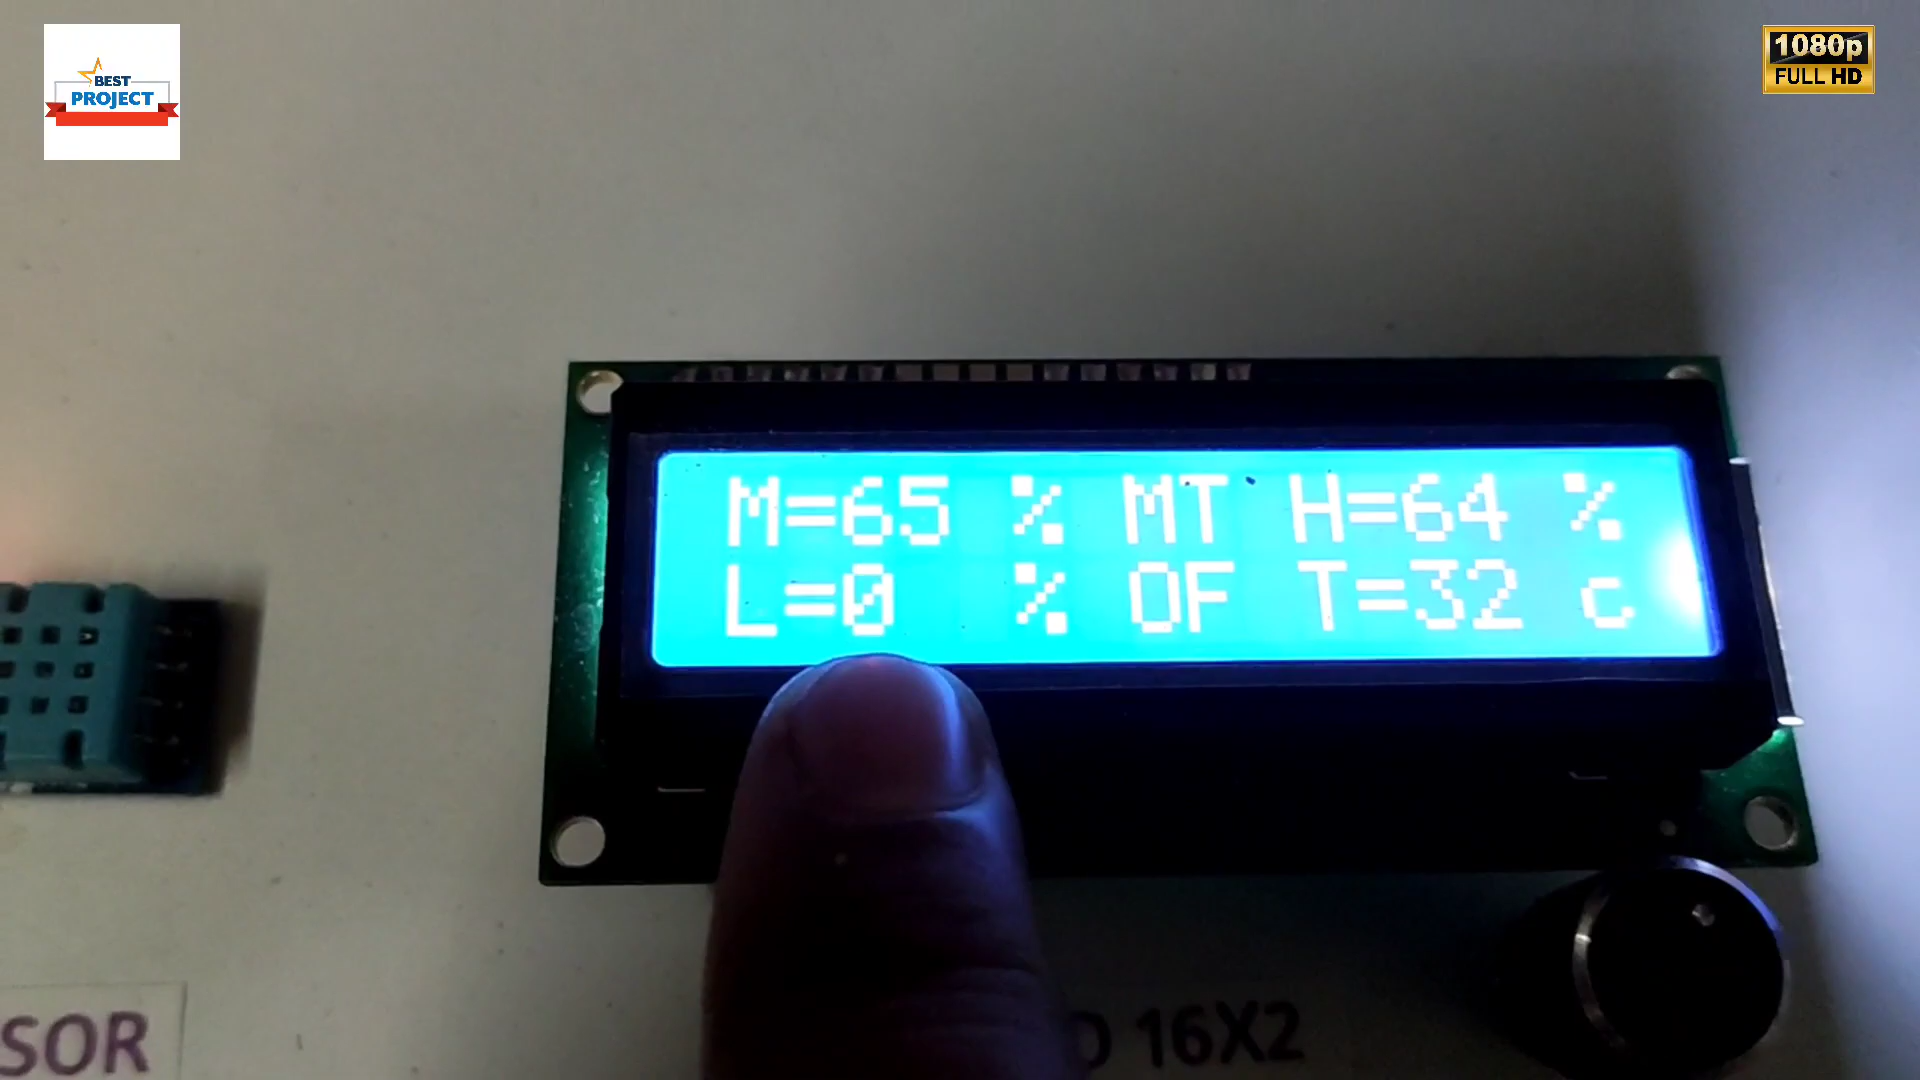 BEST
PROJECT
1080p
FULL HD
M=65 % MT H=64 %
L=0 % OF T=32 c
SOR
16X2